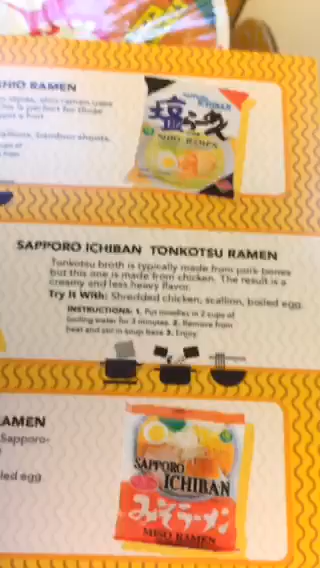 SHIO RAMEN
SAPPORO
ICHIBAN
塩らーめん
SHIO RAMEN
SAPPORO ICHIBAN TONKOTSU RAMEN
Tonkotsu broth is typically made from pork bones
but this one is made from chicken. The result is a
creamy and less heavy flavor.
Try It With: Shredded chicken, scallion, boiled egg
INSTRUCTIONS: 1. Put noodles in 2 cups of
boiling water for 3 minutes. 2. Remove from
heat and stir in soup base 3. Enjoy
RAMEN
Sapporo-
egg
SAPPORO
ICHIBAN
みそラーメン
MISO RAMEN